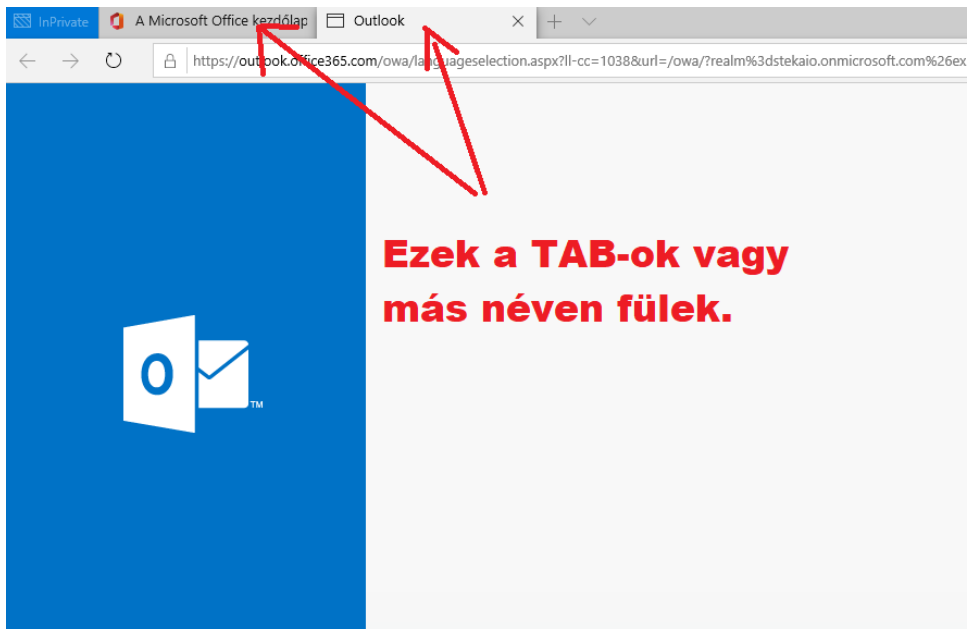 InPrivate
A Microsoft Office kezdőlap
Outlook
https://outlook.office365.com/owa/languageselection.aspx?ll-cc=1038&url=/owa/?realm%3dstekaio.onmicrosoft.com%26ex
Ezek a TAB-ok vagy
más néven fülek.
O
TM